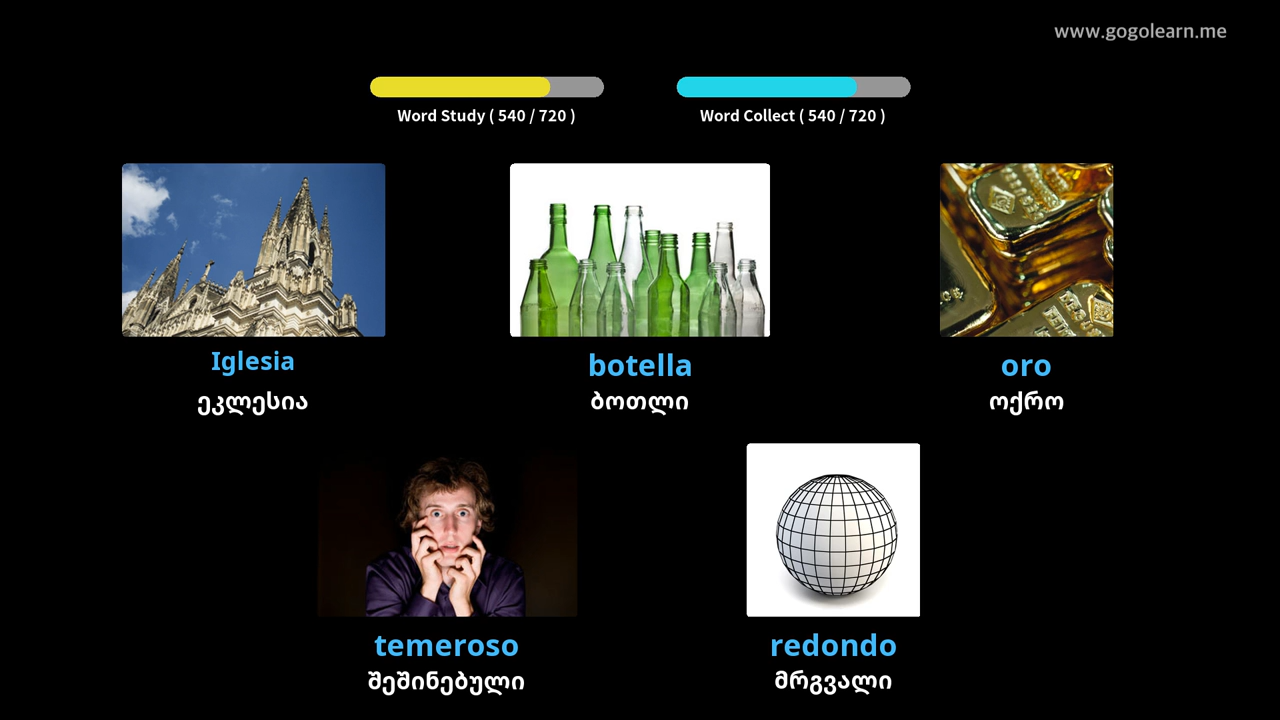 www.gogolearn.me
Word Study ( 540 / 720 )
Word Collect ( 540 / 720 )
Iglesia
ეკლესია
botella
ბოთლი
oro
ოქრო
temeroso
შეშინებული
redondo
მრგვალი